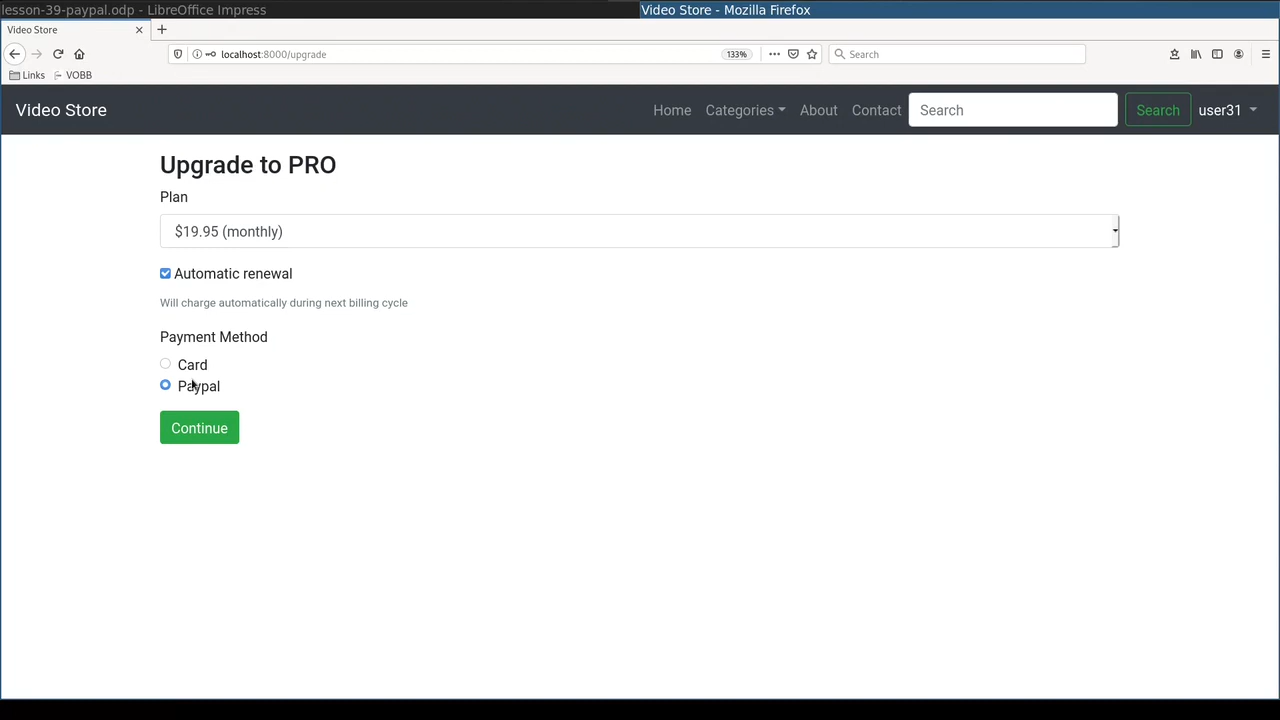 lesson-39-paypal.odp - LibreOffice Impress
Video Store - Mozilla Firefox
Video Store
localhost:8000/upgrade
133%
Search
Links
VOBB
Video Store
Home
Categories
About
Contact
Search
Search
user31
Upgrade to PRO
Plan
$19.95 (monthly)
Automatic renewal
Will charge automatically during next billing cycle
Payment Method
Card
Paypal
Continue